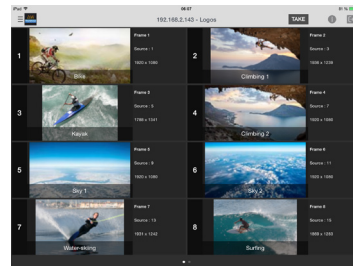 iPad
08:07
192.168.2.143 - Logos
TAKE
1
Bike
Frame 1
Source : 1
1920 x 1080
2
Climbing 1
Frame 2
Source : 3
3
Kayak
Frame 3
Source : 5
4
Climbing 2
Frame 4
Source : 7
1920 x 1080
5
Sky 1
Frame 5
Source : 9
1920 x 1080
6
Sky 2
Frame 6
Source : 11
1920 x 1080
7
Water-skiing
Frame 7
Source : 13
8
Surfing
Frame 8
Source : 15